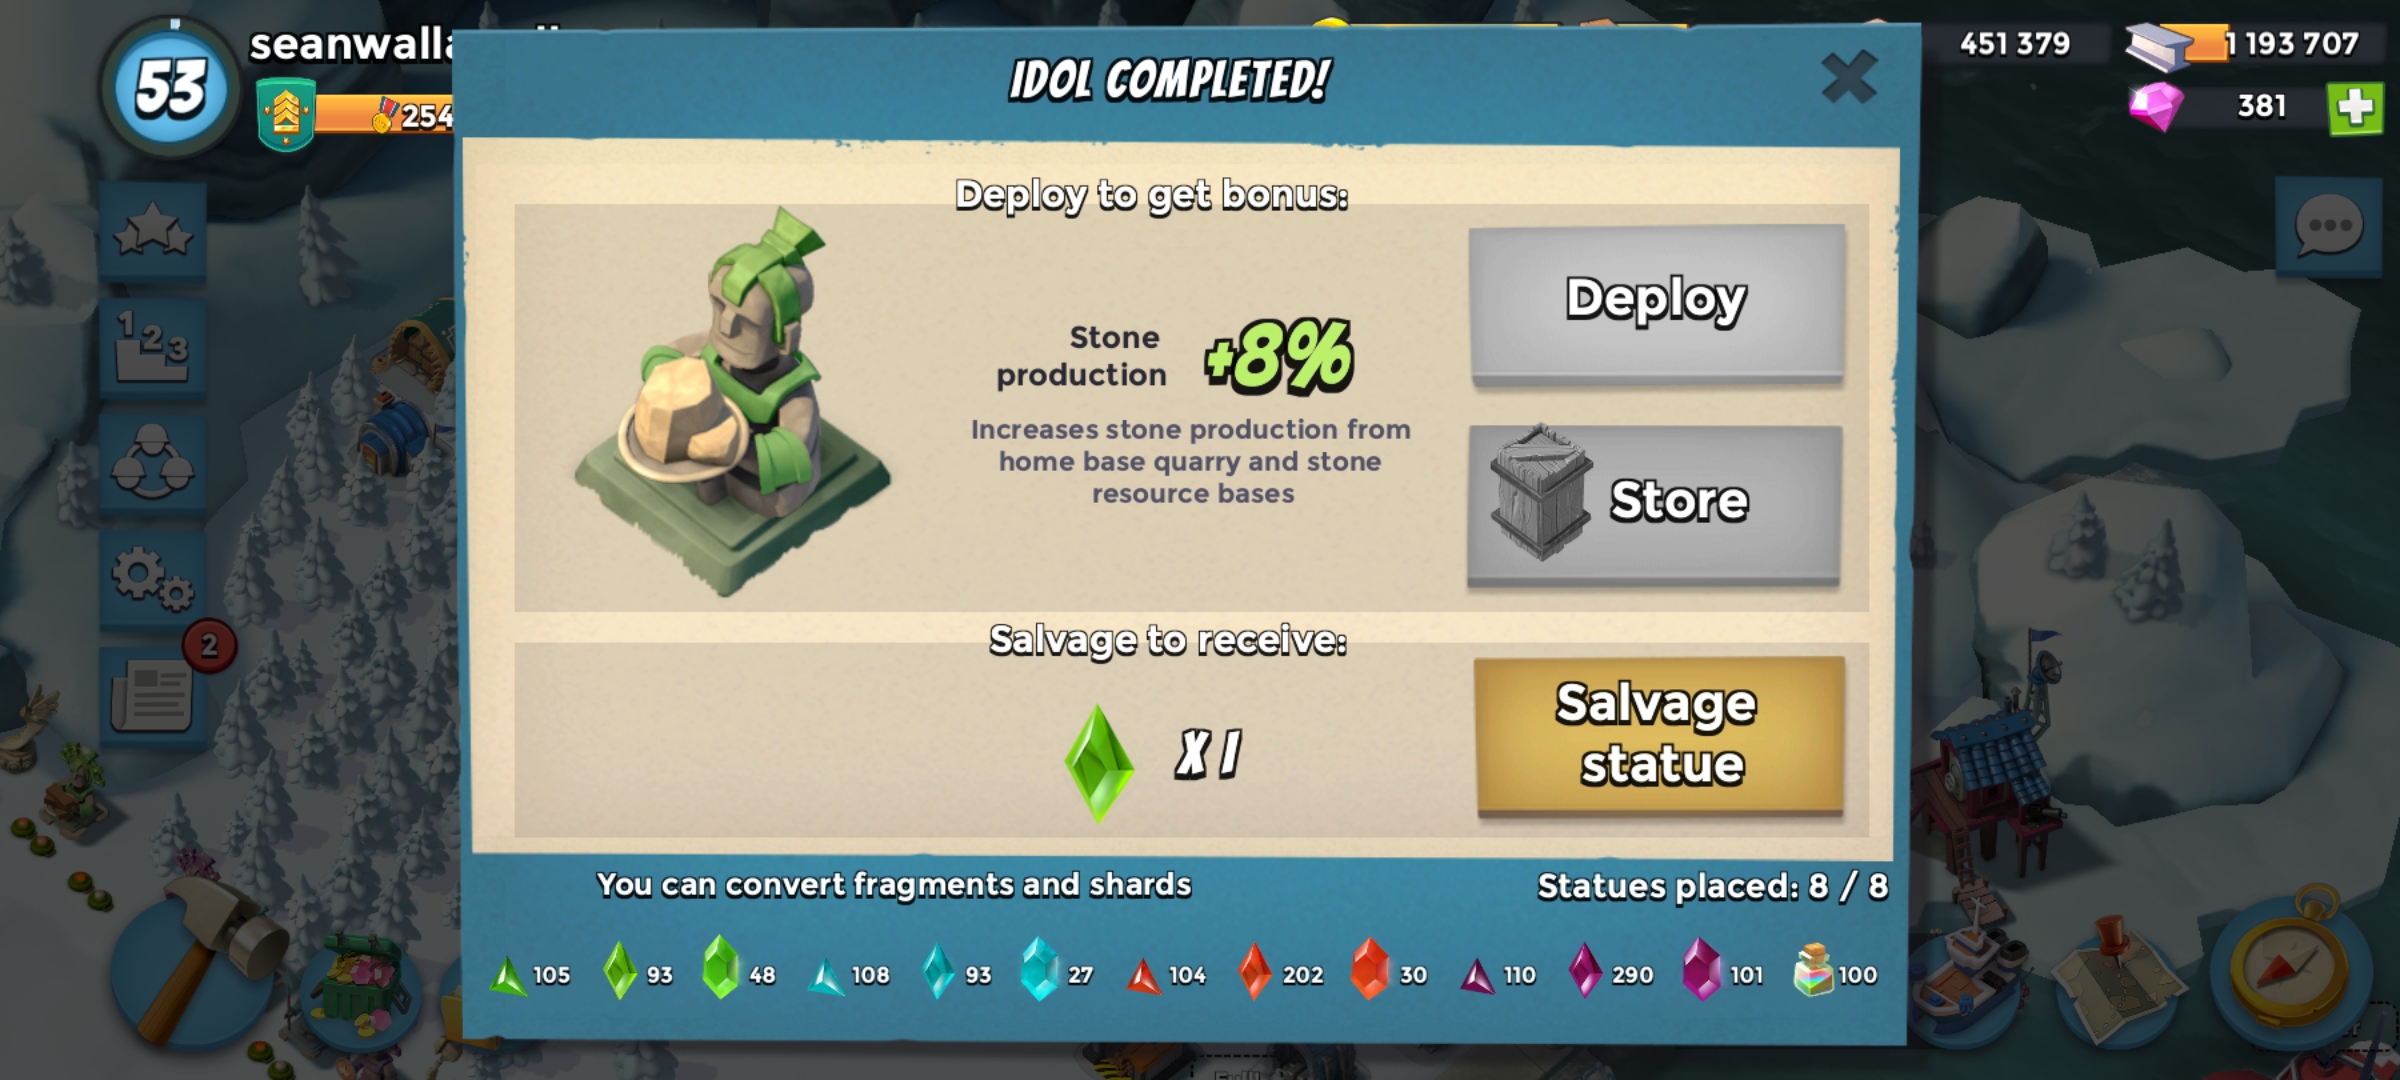 53
254
IDOL COMPLETED!
451 379
1 193 707
381
Deploy to get bonus:
Stone
production
+8%
Increases stone production from
home base quarry and stone
resource bases
Deploy
Store
1 2 3
2
Salvage to receive:
X 1
Salvage
statue
You can convert fragments and shards
Statues placed: 8 / 8
105 93 48 108 93 27 104 202 30 110 290 101 100